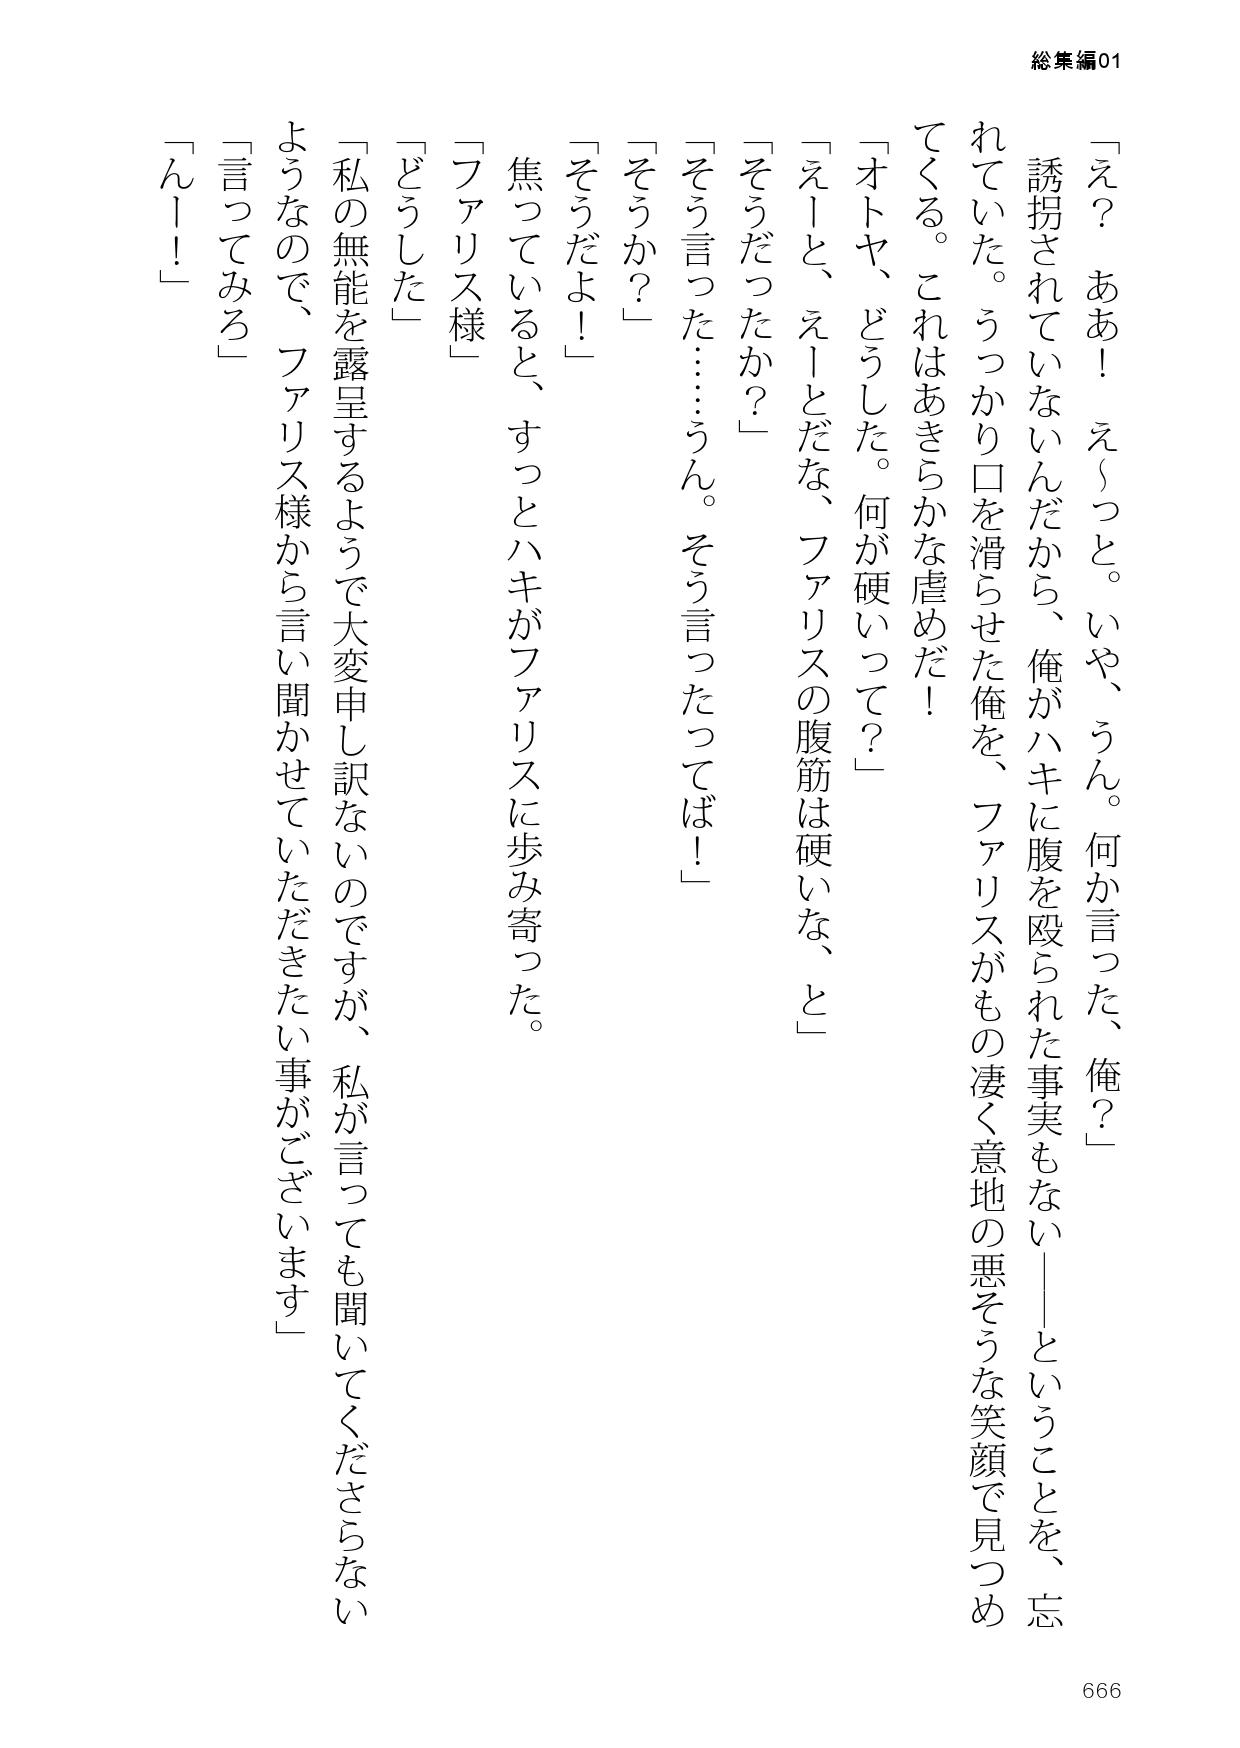 総集編01
「え？　ああ！　え～っと。いや、うん。何か言った、俺？」
　誘拐されていないんだから、俺がハキに腹を殴られた事実もない――ということを、忘
れていた。うっかり口を滑らせた俺を、ファリスがもの凄く意地の悪そうな笑顔で見つめ
てくる。これはあきらかな虐めだ！
「オトヤ、どうした。何が硬いって？」
「えーと、えーとだな、ファリスの腹筋は硬いな、と」
「そうだったか？」
「そう言った……うん。そう言ったってば！」
「そうか？」
「そうだよ！」
　焦っていると、すっとハキがファリスに歩み寄った。
「ファリス様」
「どうした」
「私の無能を露呈するようで大変申し訳ないのですが、私が言っても聞いてくださらない
ようなので、ファリス様から言い聞かせていただきたい事がございます」
「言ってみろ」
「んー！」
666